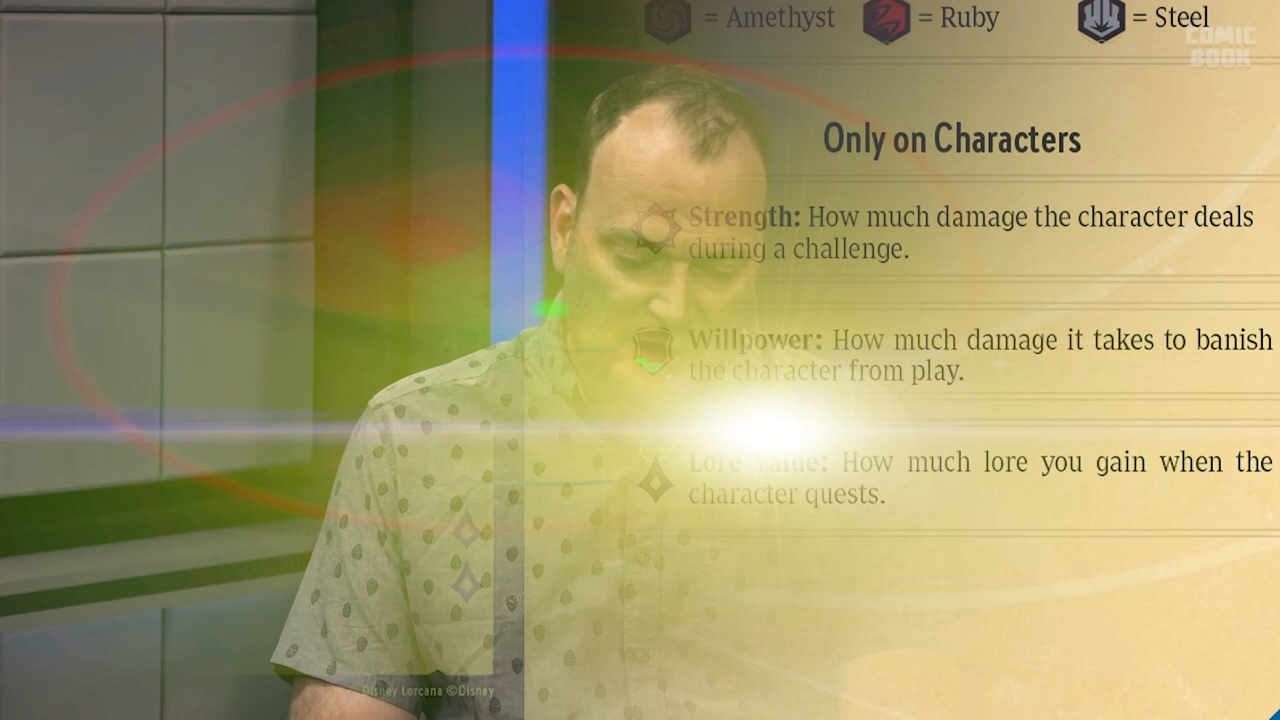 = Amethyst = Ruby = Steel
COMIC
BOOK
Only on Characters
Strength: How much damage the character deals
during a challenge.
Willpower: How much damage it takes to banish
the character from play.
Lore Value: How much lore you gain when the
character quests.
Disney Lorcana ©Disney